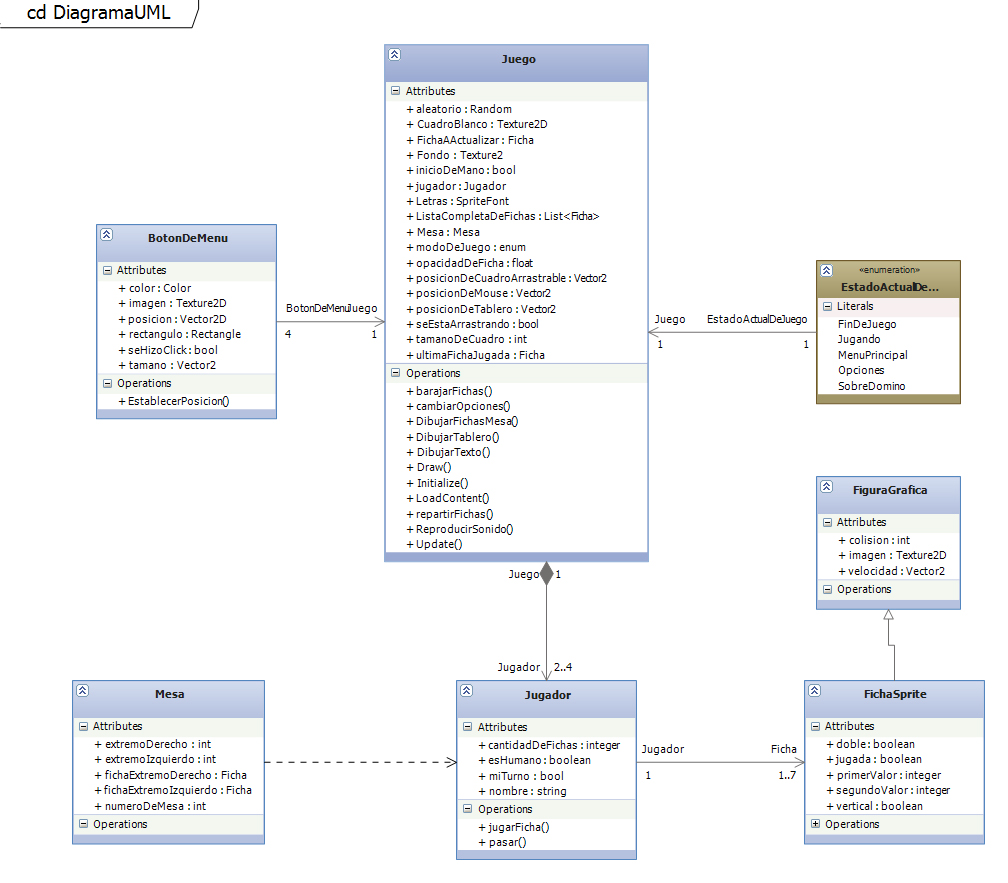 cd DiagramaUML
Juego
Attributes
+ aleatorio : Random
+ CuadroBlanco : Texture2D
+ FichaAActualizar : Ficha
+ Fondo : Texture2
+ inicioDeMano : bool
+ jugador : Jugador
+ Letras : SpriteFont
+ ListaCompletaDeFichas : List<Ficha>
+ Mesa : Mesa
+ modoDeJuego : enum
+ opacidadDeFicha : float
+ posicionDeCuadroArrastrable : Vector2
+ posicionDeMouse : Vector2
+ posicionDeTablero : Vector2
+ seEstaArrastrando : bool
+ tamanoDeCuadro : int
+ ultimaFichaJugada : Ficha
Operations
+ barajarFichas()
+ cambiarOpciones()
+ DibujarFichasMesa()
+ DibujarTablero()
+ DibujarTexto()
+ Draw()
+ Initialize()
+ LoadContent()
+ repartirFichas()
+ ReproducirSonido()
+ Update()
BotonDeMenu
Attributes
+ color : Color
+ imagen : Texture2D
+ posicion : Vector2D
+ rectangulo : Rectangle
+ seHizoClick : bool
+ tamano : Vector2
Operations
+ EstablecerPosicion()
BotonDeMenuJuego
4 1
«enumeration»
EstadoActualDe...
Literals
FinDeJuego
Jugando
MenuPrincipal
Opciones
SobreDomino
Juego EstadoActualDeJuego
1 1
FiguraGrafica
Attributes
+ colision : int
+ imagen : Texture2D
+ velocidad : Vector2
Operations
Juego 1
Jugador 2..4
Mesa
Attributes
+ extremoDerecho : int
+ extremoIzquierdo : int
+ fichaExtremoDerecho : Ficha
+ fichaExtremoIzquierdo : Ficha
+ numeroDeMesa : int
Operations
Jugador
Attributes
+ cantidadDeFichas : integer
+ esHumano : boolean
+ miTurno : bool
+ nombre : string
Operations
+ jugarFicha()
+ pasar()
Jugador Ficha
1 1..7
FichaSprite
Attributes
+ doble : boolean
+ jugada : boolean
+ primerValor : integer
+ segundoValor : integer
+ vertical : boolean
Operations